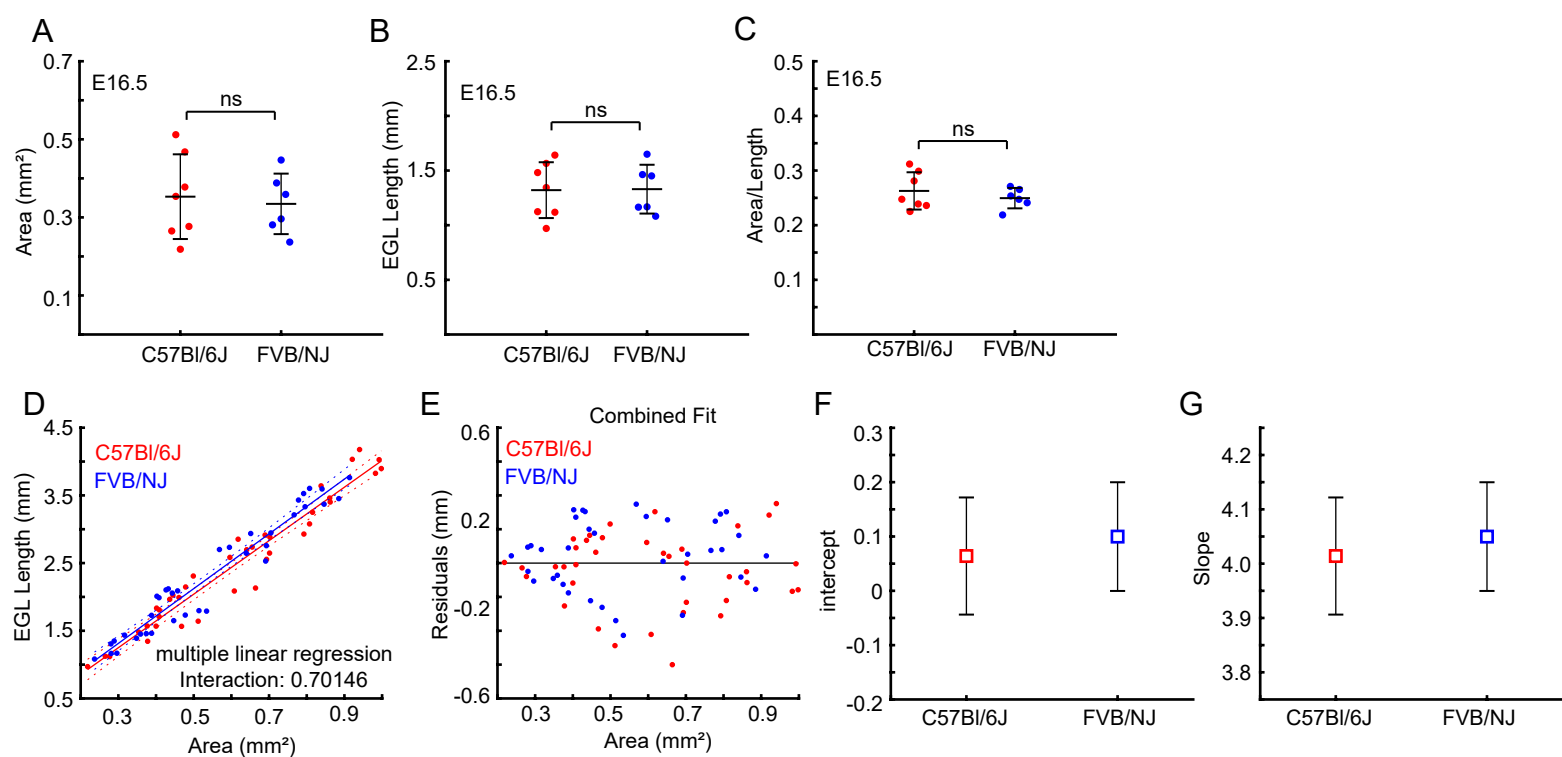 A
B
C
0.7
0.5
0.3
0.1
Area (mm²)
E16.5
ns
C57Bl/6J
FVB/NJ
2.5
1.5
0.5
EGL Length (mm)
E16.5
ns
C57Bl/6J
FVB/NJ
0.5
0.4
0.3
0.2
0.1
Area/Length
E16.5
ns
C57Bl/6J
FVB/NJ
D
E
F
G
4.5
3.5
2.5
1.5
0.5
EGL Length (mm)
C57Bl/6J
FVB/NJ
multiple linear regression
Interaction: 0.70146
0.3
0.5
0.7
0.9
Area (mm²)
Combined Fit
0.6
0.2
-0.2
-0.6
Residuals (mm)
C57Bl/6J
FVB/NJ
0.3
0.5
0.7
0.9
Area (mm²)
0.3
0.2
0.1
0
-0.1
-0.2
intercept
C57Bl/6J
FVB/NJ
4.2
4.1
4.0
3.9
3.8
Slope
C57Bl/6J
FVB/NJ